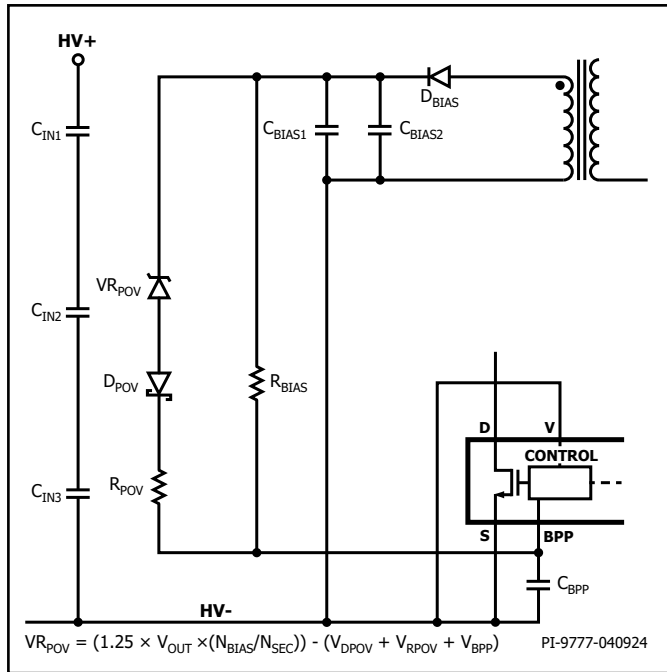 HV+
C_IN1
D_BIAS
C_BIAS1
C_BIAS2
VR_POV
C_IN2
D_POV
R_BIAS
D V
CONTROL
C_IN3
R_POV
S BPP
C_BPP
HV-
VR_POV = (1.25 × V_OUT ×(N_BIAS/N_SEC)) - (V_DPOV + V_RPOV + V_BPP)
PI-9777-040924